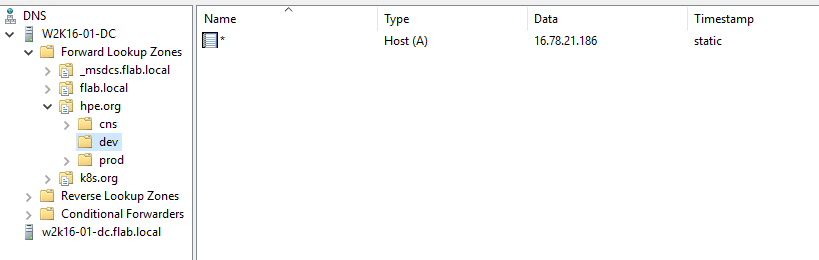 DNS
W2K16-01-DC
Forward Lookup Zones
_msdcs.flab.local
flab.local
hpe.org
cns
dev
prod
k8s.org
Reverse Lookup Zones
Conditional Forwarders
w2k16-01-dc.flab.local
Name Type Data Timestamp
* Host (A) 16.78.21.186 static